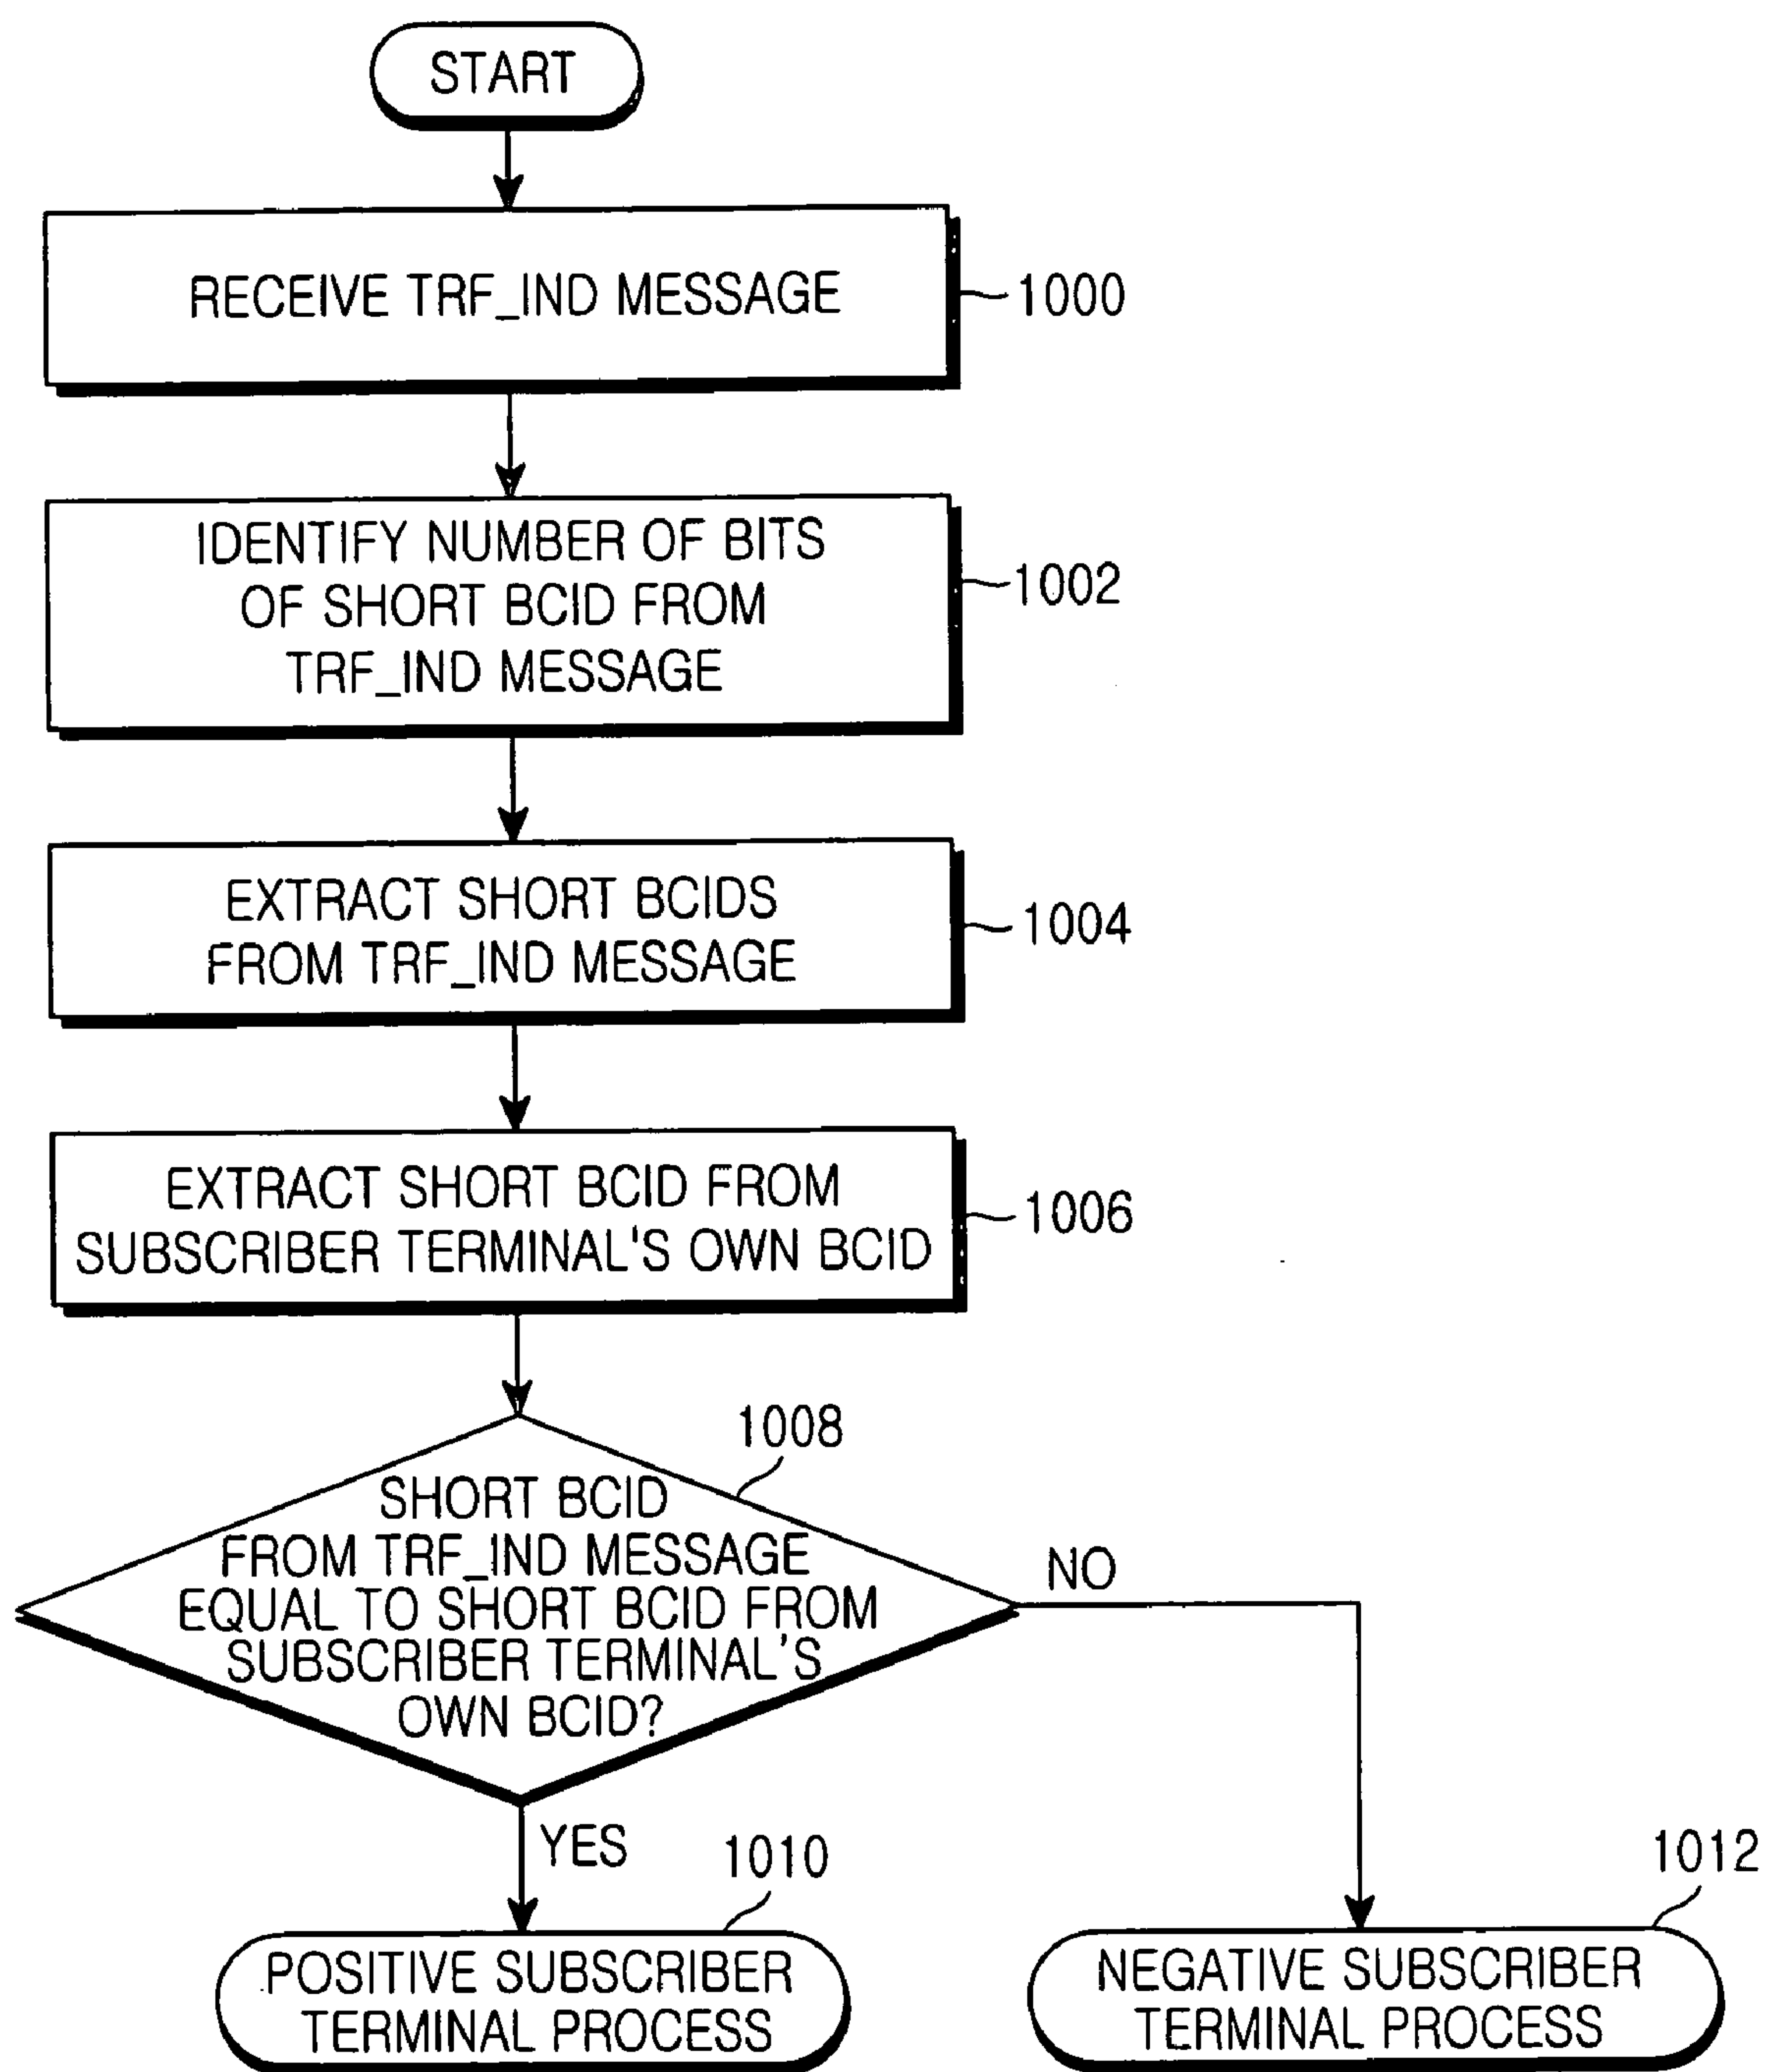 START
RECEIVE TRF_IND MESSAGE
1000
IDENTIFY NUMBER OF BITS
OF SHORT BCID FROM
TRF_IND MESSAGE
1002
EXTRACT SHORT BCIDS
FROM TRF_IND MESSAGE
1004
EXTRACT SHORT BCID FROM
SUBSCRIBER TERMINAL'S OWN BCID
1006
1008
SHORT BCID
FROM TRF_IND MESSAGE
EQUAL TO SHORT BCID FROM
SUBSCRIBER TERMINAL'S
OWN BCID?
NO
YES
1010
POSITIVE SUBSCRIBER
TERMINAL PROCESS
1012
NEGATIVE SUBSCRIBER
TERMINAL PROCESS